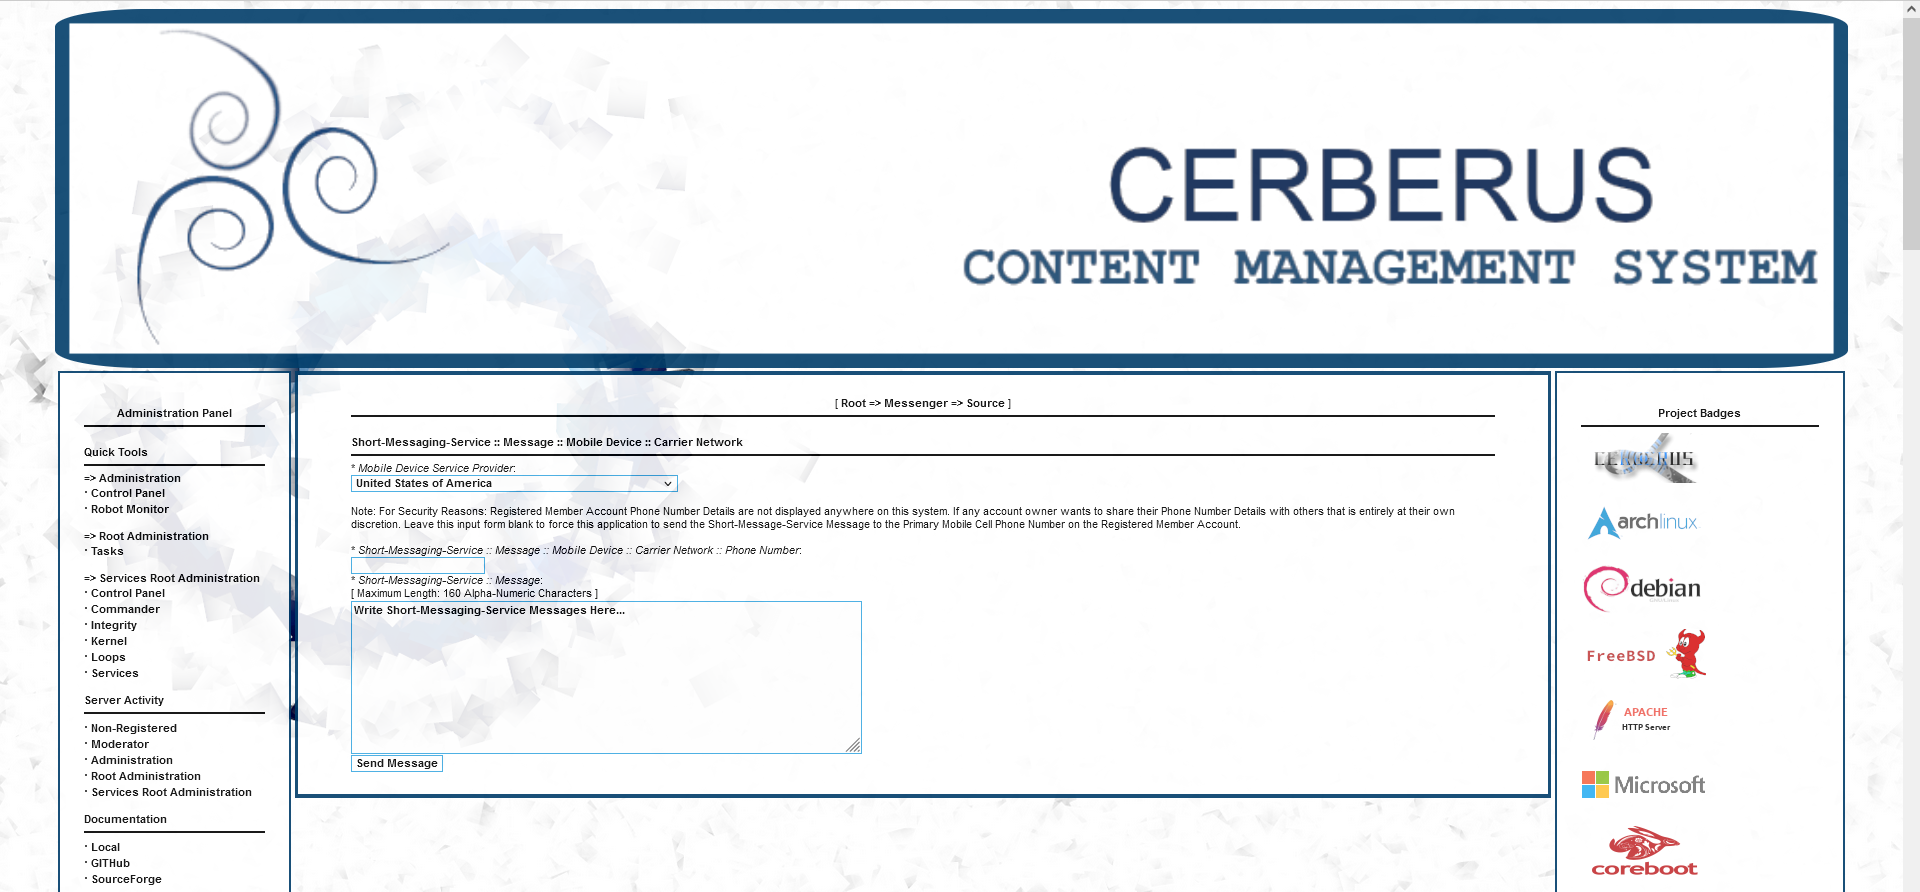 CERBERUS
CONTENT MANAGEMENT SYSTEM
Administration Panel
Quick Tools
=> Administration
· Control Panel
· Robot Monitor
=> Root Administration
· Tasks
=> Services Root Administration
· Control Panel
· Commander
· Integrity
· Kernel
· Loops
· Services
Server Activity
· Non-Registered
· Moderator
· Administration
· Root Administration
· Services Root Administration
Documentation
· Local
· GITHub
· SourceForge
[ Root => Messenger => Source ]
Short-Messaging-Service :: Message :: Mobile Device :: Carrier Network
* Mobile Device Service Provider:
United States of America
Note: For Security Reasons: Registered Member Account Phone Number Details are not displayed anywhere on this system. If any account owner wants to share their Phone Number Details with others that is entirely at their own
discretion. Leave this input form blank to force this application to send the Short-Message-Service Message to the Primary Mobile Cell Phone Number on the Registered Member Account.
* Short-Messaging-Service :: Message :: Mobile Device :: Carrier Network :: Phone Number:
* Short-Messaging-Service :: Message:
[ Maximum Length: 160 Alpha-Numeric Characters ]
Write Short-Messaging-Service Messages Here...
Send Message
Project Badges
CERBERUS
archlinux
debian
FreeBSD
APACHE
HTTP Server
Microsoft
coreboot